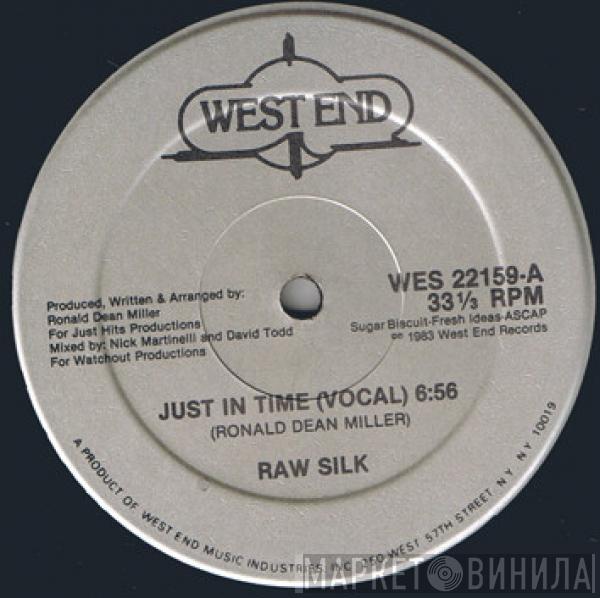 WEST END
WES 22159-A
33⅓ RPM
Sugar Biscuit-Fresh Ideas-ASCAP
℗ 1983 West End Records
Produced, Written & Arranged by:
Ronald Dean Miller
For Just Hits Productions
Mixed by: Nick Martinelli and David Todd
For Watchout Productions
JUST IN TIME (VOCAL) 6:56
(RONALD DEAN MILLER)
RAW SILK
A PRODUCT OF WEST END MUSIC INDUSTRIES, INC. 250 WEST 57TH STREET, N.Y. N.Y. 10019
МАРКЕТ ВИНИЛА